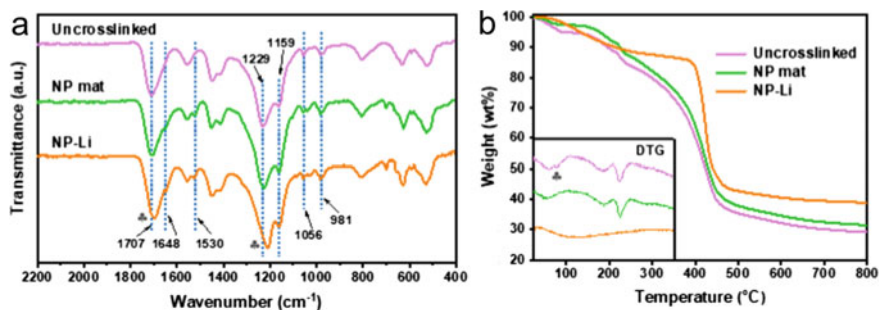 a
Uncrosslinked
NP mat
NP-Li
1229
1159
1707
1648
1530
1056
981
Transmittance (a.u.)
2200 2000 1800 1600 1400 1200 1000 800 600 400
Wavenumber (cm⁻¹)
b
100
90
80
70
60
50
40
30
20
Weight (wt%)
Uncrosslinked
NP mat
NP-Li
DTG
♣
100 200 300 400 500 600 700 800
Temperature (°C)